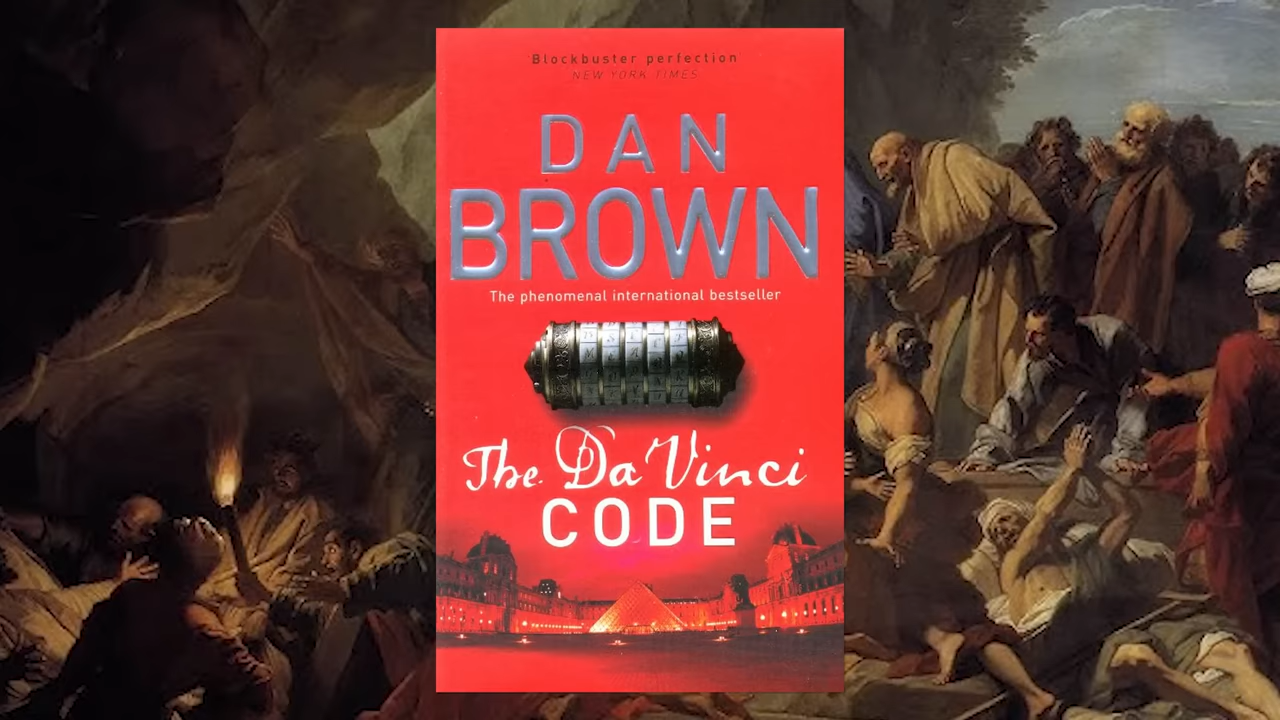 'Blockbuster perfection
NEW YORK TIMES
DAN
BROWN
The phenomenal international bestseller
The Da Vinci
CODE